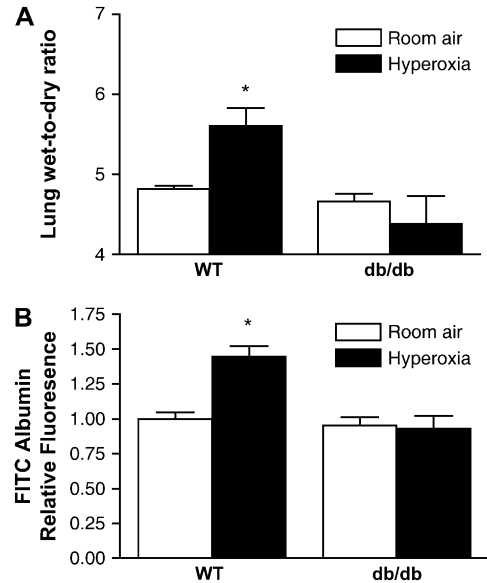 A
Lung wet-to-dry ratio
7
6
5
4
Room air
Hyperoxia
*
WT
db/db
B
FITC Albumin
Relative Fluoresence
1.75
1.50
1.25
1.00
0.75
0.50
0.25
0.00
Room air
Hyperoxia
*
WT
db/db